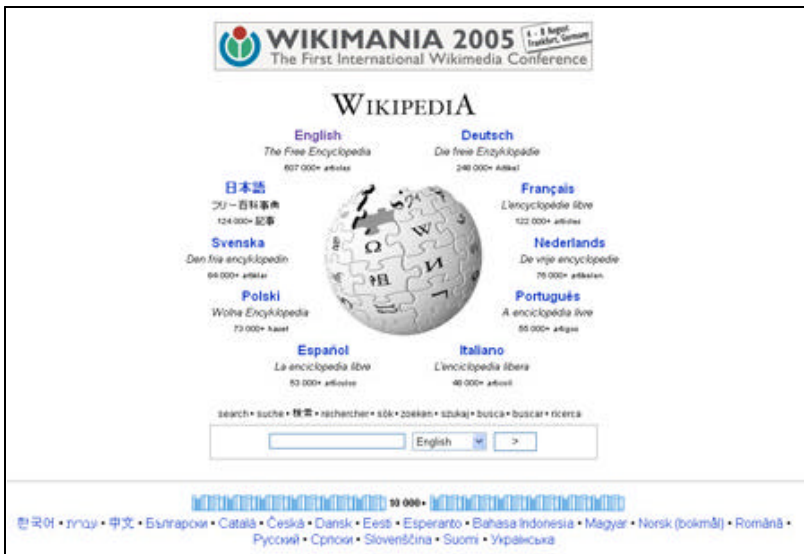 WIKIMANIA 2005
4 - 8 August
Frankfurt, Germany
The First International Wikimedia Conference
WIKIPEDIA
English
The Free Encyclopedia
607 000+ articles
Deutsch
Die freie Enzyklopädie
246 000+ Artikel
日本語
フリー百科事典
124 000+ 記事
Français
L'encyclopédie libre
122 000+ articles
Svenska
Den fria encyklopedin
84 000+ artiklar
Nederlands
De vrije encyclopedie
76 000+ artikelen
Polski
Wolna Encyklopedia
73 000+ haseł
Português
A enciclopédia livre
55 000+ artigos
Español
La enciclopedia libre
53 000+ artículos
Italiano
L'enciclopedia libera
46 000+ articoli
Ω W 祖 И
search • suche • 検索 • rechercher • sök • zoeken • szukaj • busca • buscar • ricerca
English >
10 000+
한국어 • עברית • 中文 • Български • Català • Česká • Dansk • Eesti • Esperanto • Bahasa Indonesia • Magyar • Norsk (bokmål) • Română •
Русский • Српски • Slovenščina • Suomi • Українська